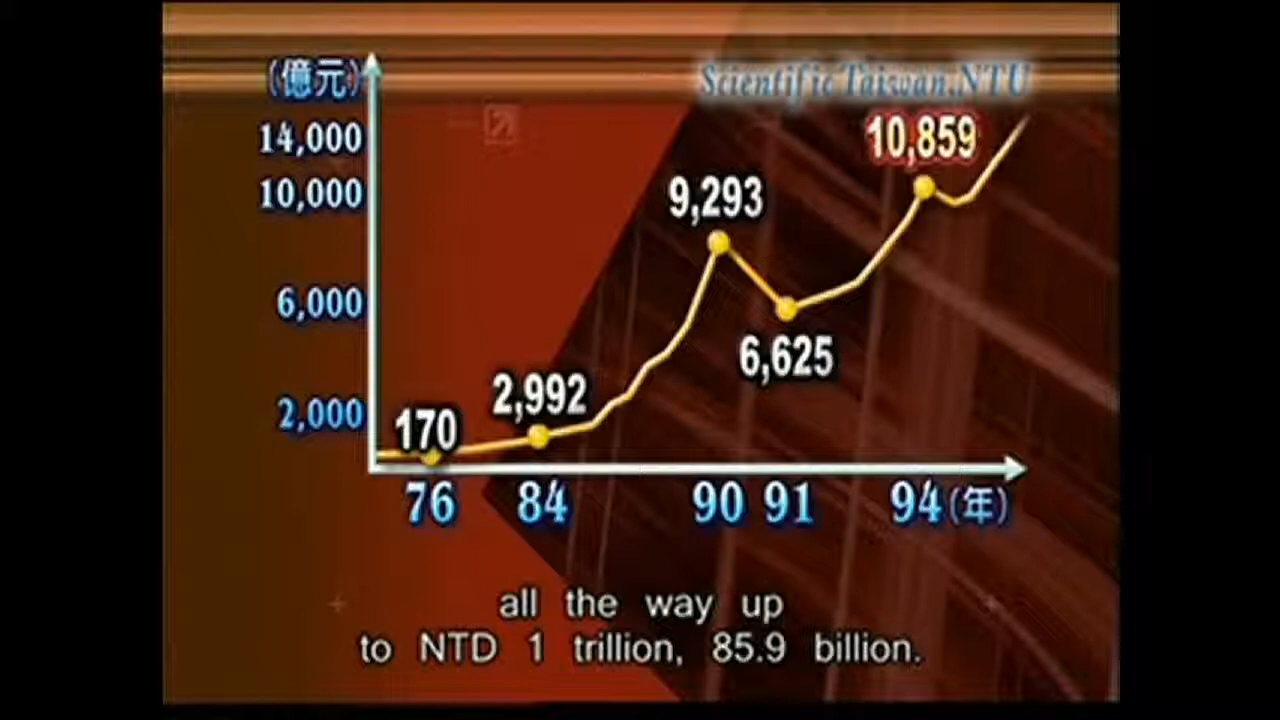 (億元)
Scientific Taiwan.NTU
14,000
10,859
10,000
9,293
6,000
6,625
2,992
2,000
170
76 84 90 91 94 (年)
all the way up
to NTD 1 trillion, 85.9 billion.